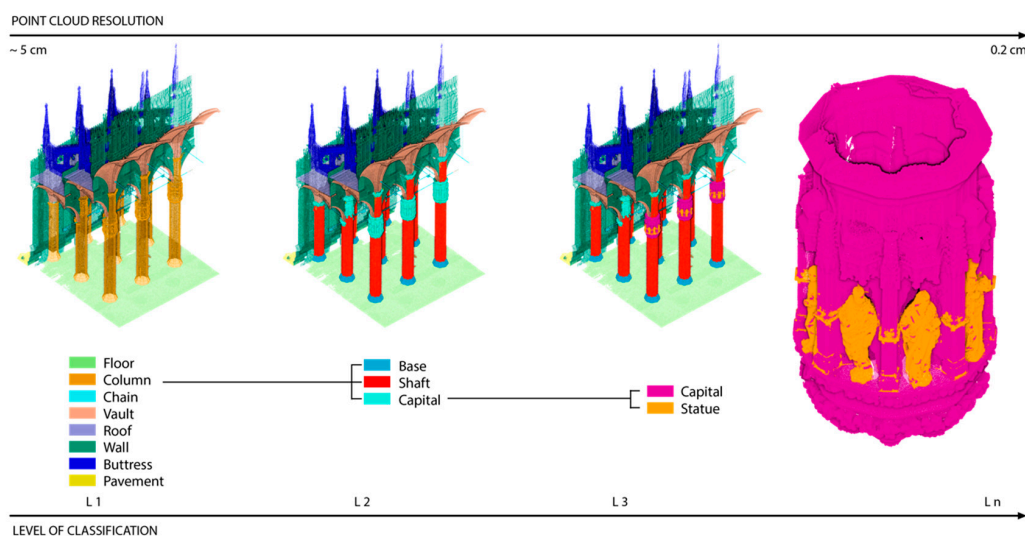 POINT CLOUD RESOLUTION
~ 5 cm
0.2 cm
Floor
Column
Chain
Vault
Roof
Wall
Buttress
Pavement
Base
Shaft
Capital
Capital
Statue
L 1
L 2
L 3
L n
LEVEL OF CLASSIFICATION